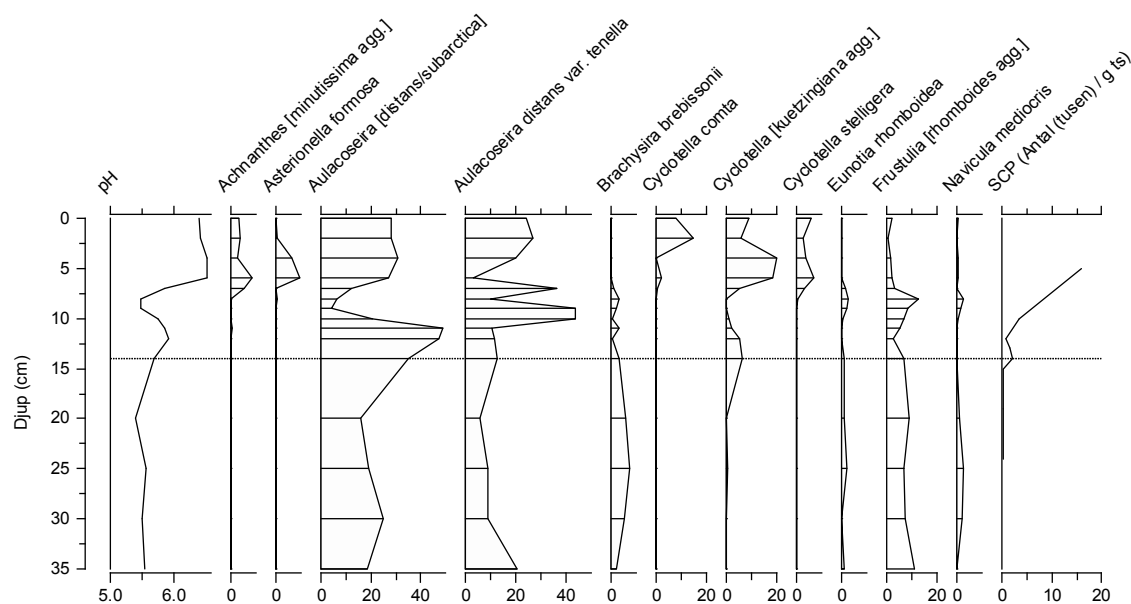 pH
Achnanthes [minutissima agg.]
Asterionella formosa
Aulacoseira [distans/subarctica]
Aulacoseira distans var. tenella
Brachysira brebissonii
Cyclotella comta
Cyclotella [kuetzingiana agg.]
Cyclotella stelligera
Eunotia rhomboidea
Frustulia [rhomboides agg.]
Navicula mediocris
SCP (Antal (tusen) / g ts)
Djup (cm)
0
5
10
15
20
25
30
35
5.0 6.0 0 0 0 20 40 0 20 40 0 0 20 0 20 0 0 0 20 0 0 10 20